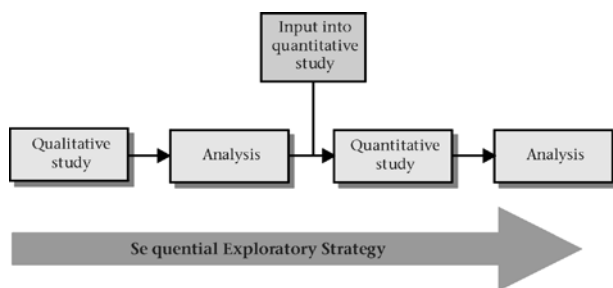 Input into
quantitative
study
Qualitative
study
Analysis
Quantitative
study
Analysis
Se quential Exploratory Strategy